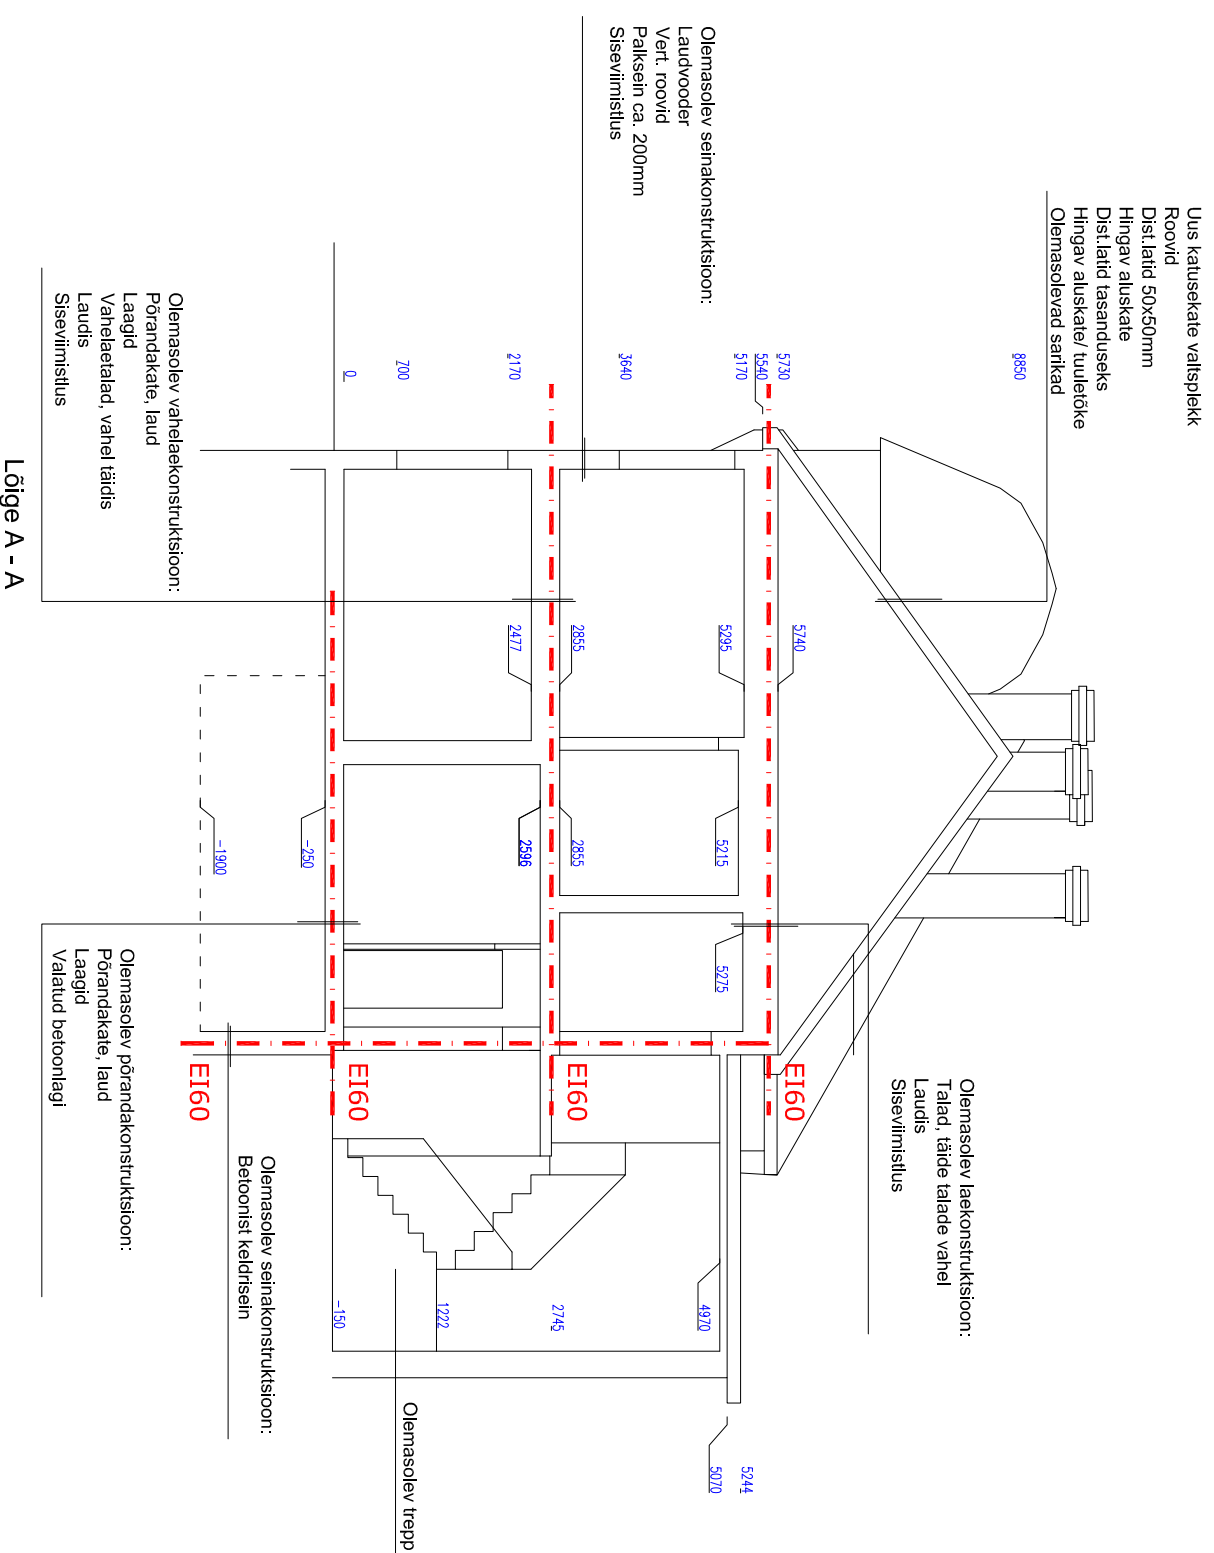 Uus katusekate valtsplekk
Roovid
Dist.latid 50x50mm
Hingav aluskate
Dist.latid tasanduseks
Hingav aluskate/ tuuletõke
Olemasolevad sarikad
Olemasolev seinakonstruktsioon:
Laudvooder
Vert. roovid
Palksein ca. 200mm
Siseviimistlus
Olemasolev vahelaekonstruktsioon:
Põrandakate, laud
Laagid
Vahelaetalad, vahel täidis
Laudis
Siseviimistlus
8850
5730
5540
5170
3640
2170
700
0
5740
5295
2855
2477
5215
2855
2596
-250
-1900
5275
EI60
EI60
EI60
EI60
Olemasolev laekonstruktsioon:
Talad, täide talade vahel
Laudis
Siseviimistlus
Olemasolev põrandakonstruktsioon:
Põrandakate, laud
Laagid
Valatud betoonlagi
Olemasolev seinakonstruktsioon:
Betoonist keldrisein
4970
2745
1222
-150
5244
5070
Olemasolev trepp
Lõige A - A